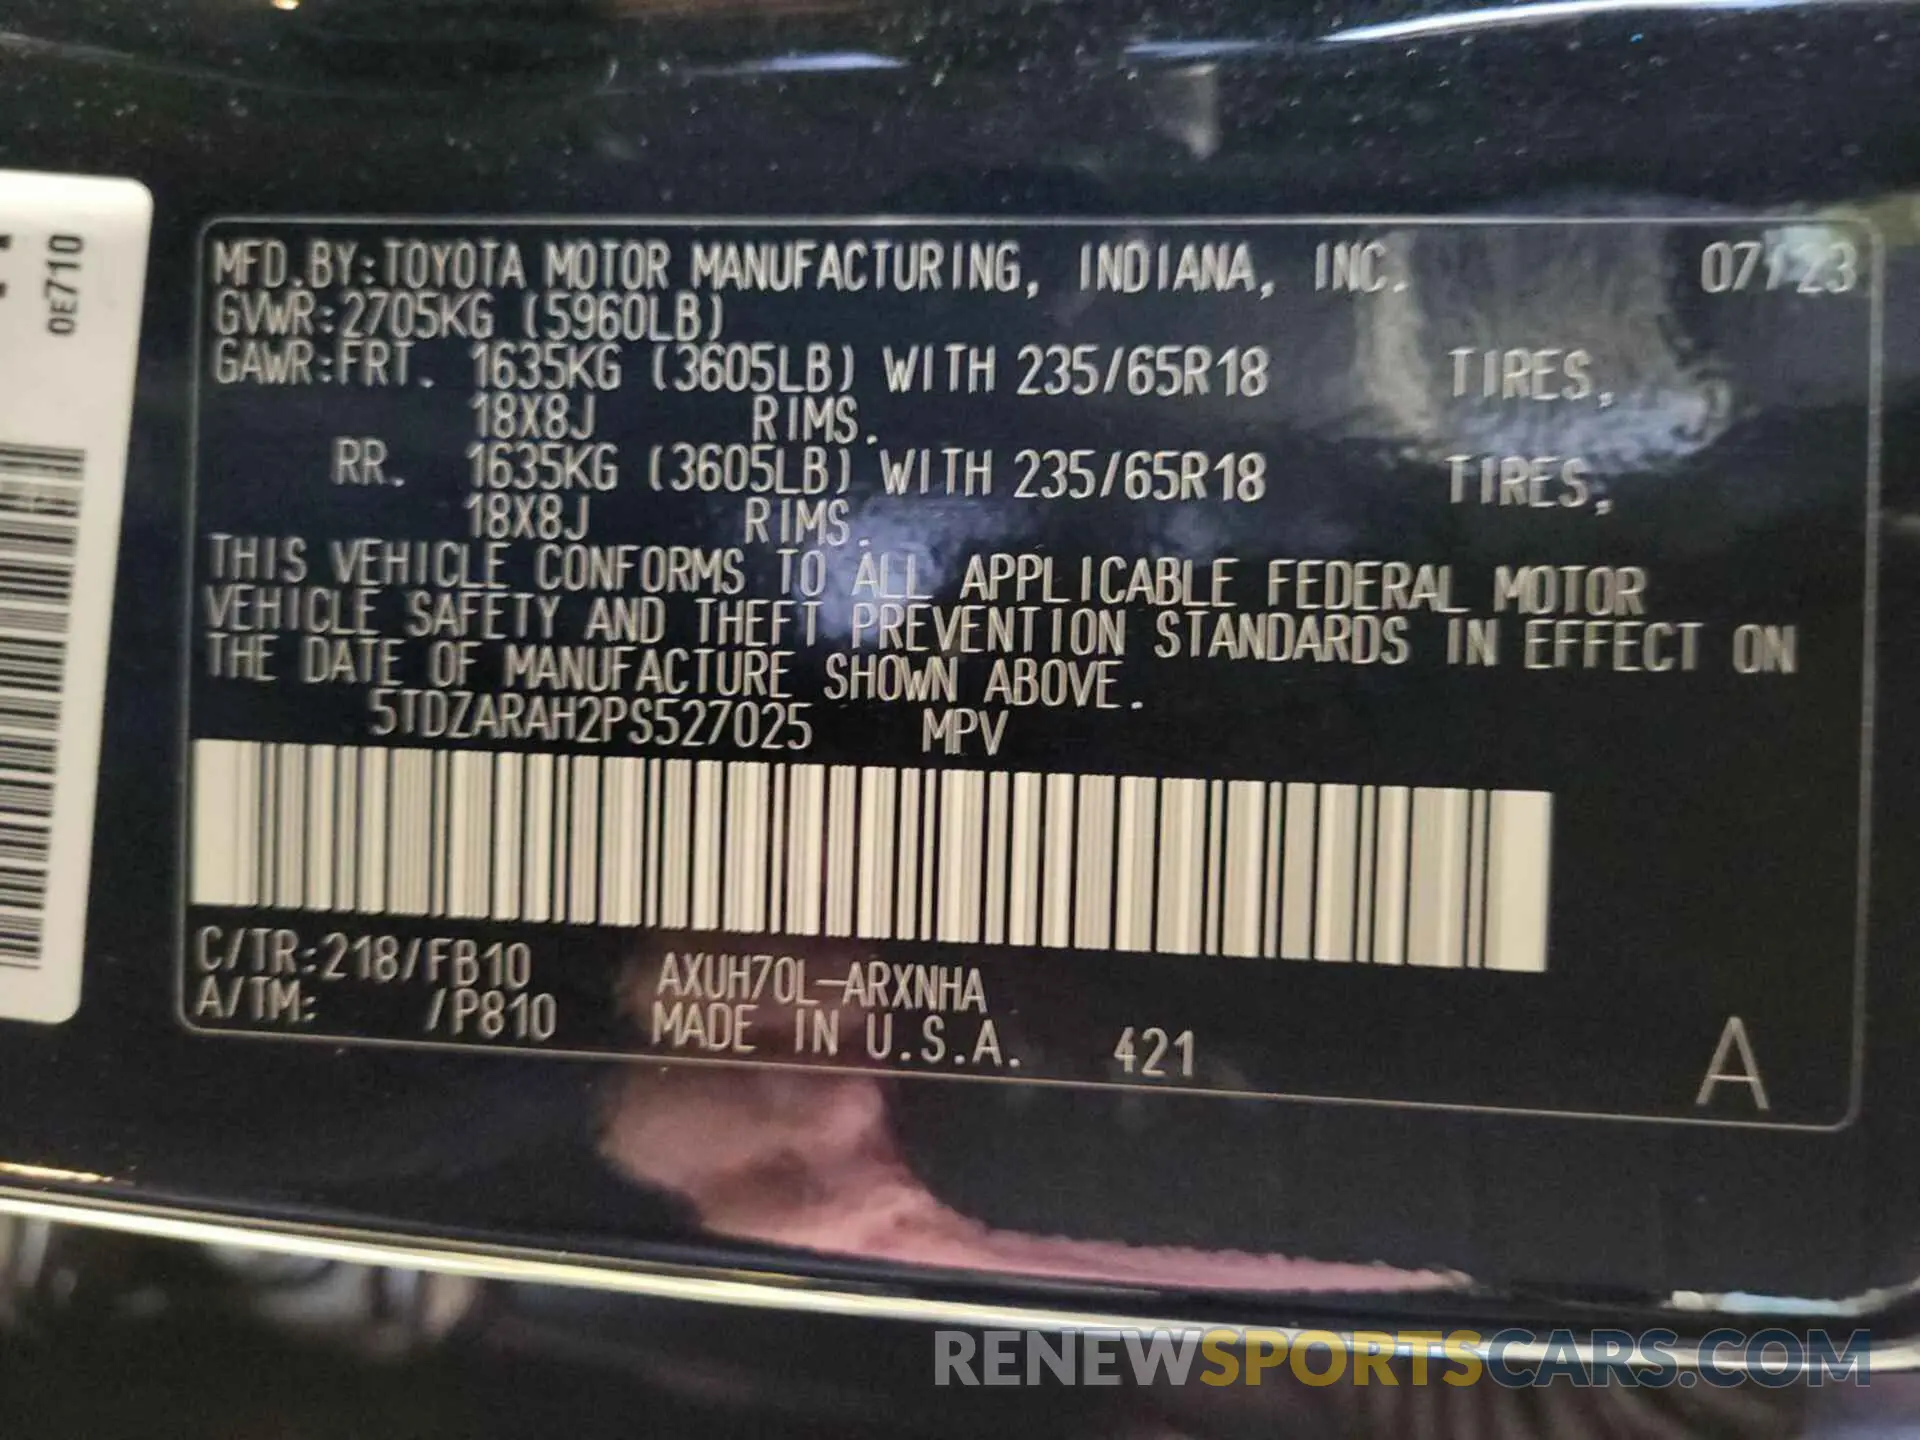 MFD.BY:TOYOTA MOTOR MANUFACTURING, INDIANA, INC. 07/23
GVWR:2705KG (5960LB)
GAWR:FRT. 1635KG (3605LB) WITH 235/65R18 TIRES,
18X8J RIMS.
RR. 1635KG (3605LB) WITH 235/65R18 TIRES,
18X8J RIMS.
THIS VEHICLE CONFORMS TO ALL APPLICABLE FEDERAL MOTOR
VEHICLE SAFETY AND THEFT PREVENTION STANDARDS IN EFFECT ON
THE DATE OF MANUFACTURE SHOWN ABOVE.
5TDZARAH2PS527025 MPV
C/TR:218/FB10 AXUH70L-ARXNHA
A/TM: /P810 MADE IN U.S.A. 421 A
0E710
RENEWSPORTSCARS.COM